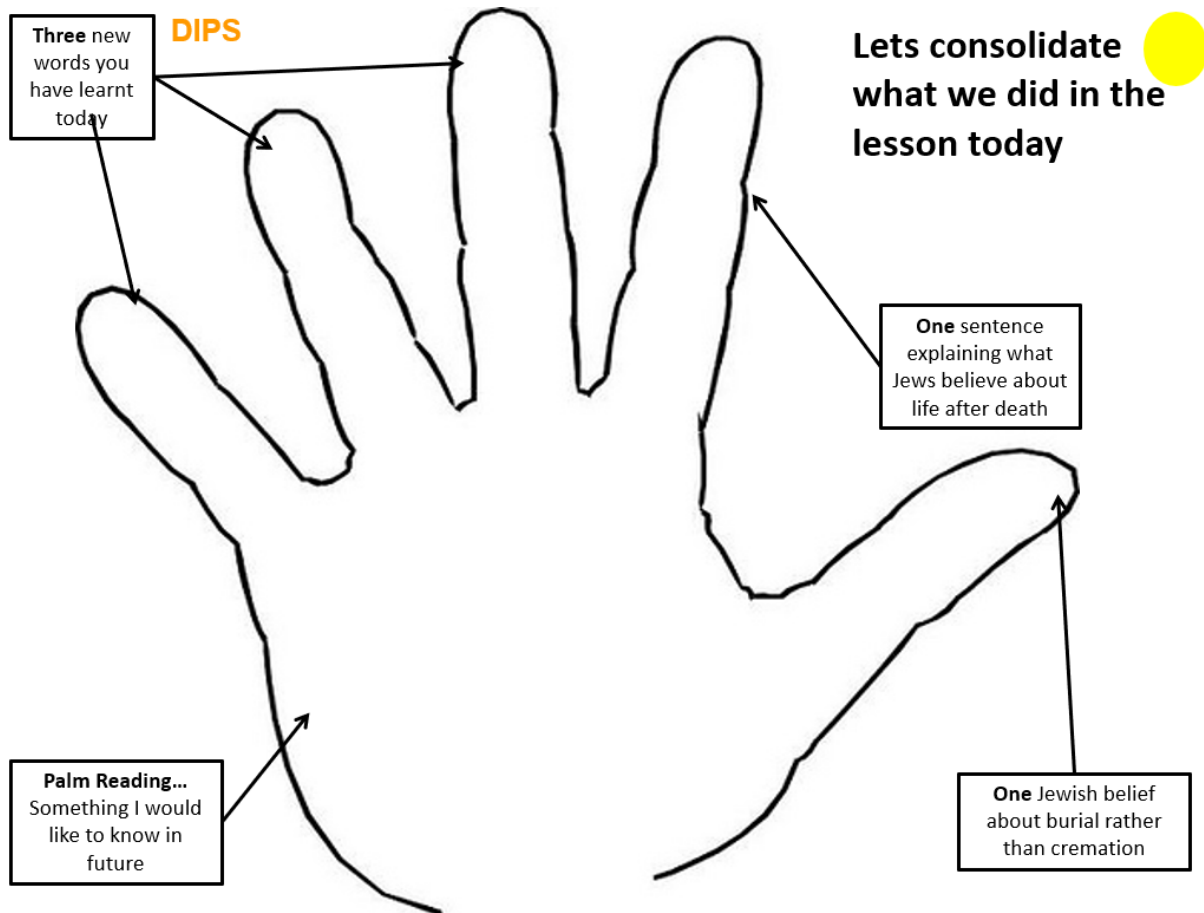 Three new
words you
have learnt
today
DIPS
Lets consolidate
what we did in the
lesson today
One sentence
explaining what
Jews believe about
life after death
Palm Reading...
Something I would
like to know in
future
One Jewish belief
about burial rather
than cremation